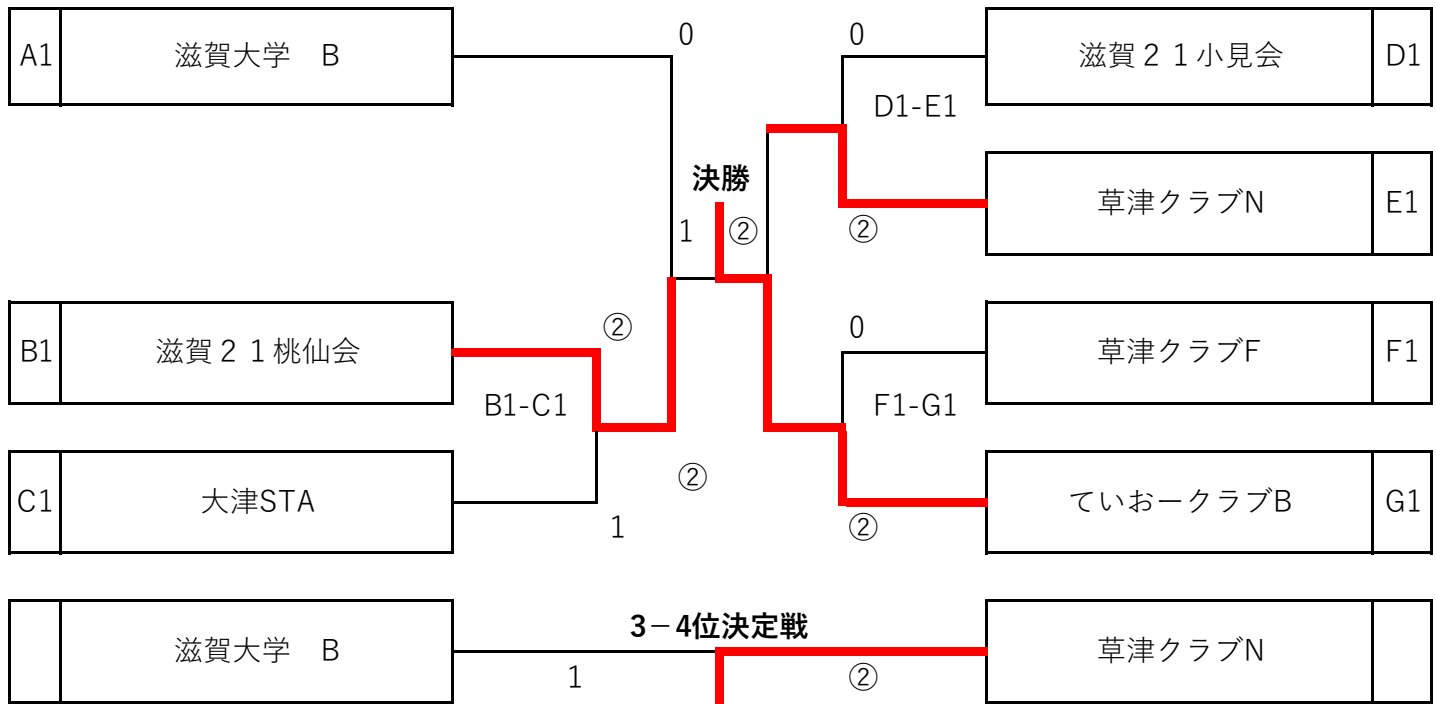 A1 滋賀大学　B 0 0 滋賀２１小見会 D1
D1-E1
決勝
草津クラブN E1
1 ② ②
B1 滋賀２１桃仙会 ② 0 草津クラブF F1
B1-C1 F1-G1
C1 大津STA ② ていおークラブB G1
1 ②
滋賀大学　B 3－4位決定戦 草津クラブN
1 ②